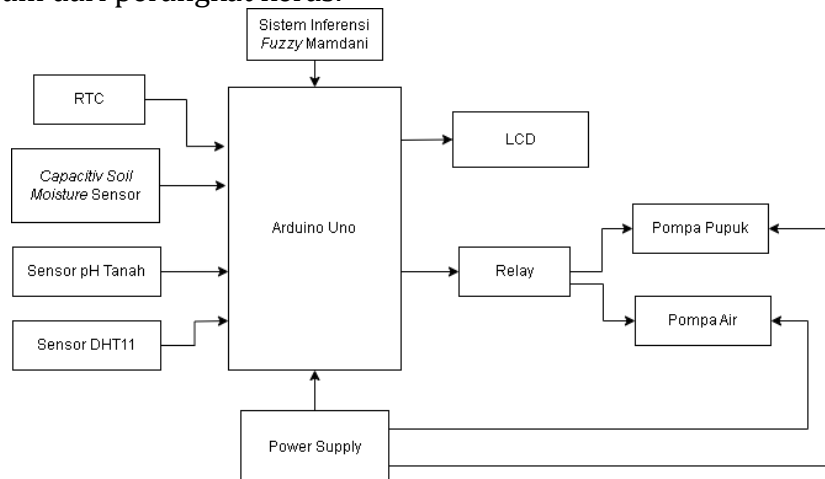 Sistem Inferensi
Fuzzy Mamdani
RTC
LCD
Capacitiv Soil
Moisture Sensor
Arduino Uno
Pompa Pupuk
Sensor pH Tanah
Relay
Pompa Air
Sensor DHT11
Power Supply